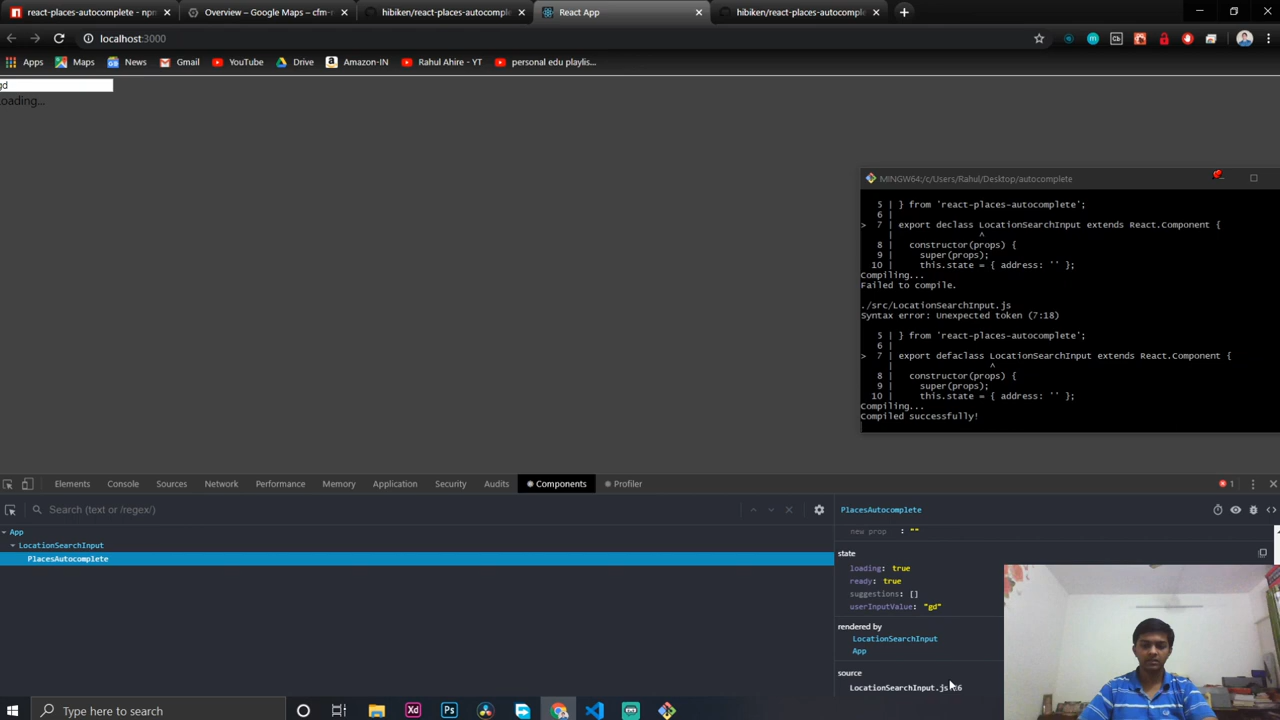 react-places-autocomplete - npm
Overview – Google Maps – cfm-r
hibiken/react-places-autocomple
React App
hibiken/react-places-autocomple
localhost:3000
Apps
Maps
News
Gmail
YouTube
Drive
Amazon-IN
Rahul Ahire - YT
personal edu playlis...
gd
oading...
MINGW64:/c/Users/Rahul/Desktop/autocomplete
5 | } from 'react-places-autocomplete';
6 |
> 7 | export declass LocationSearchInput extends React.Component {
| ^
8 | constructor(props) {
9 | super(props);
10 | this.state = { address: '' };
Compiling...
Failed to compile.
./src/LocationSearchInput.js
Syntax error: Unexpected token (7:18)
5 | } from 'react-places-autocomplete';
6 |
> 7 | export defaclass LocationSearchInput extends React.Component {
| ^
8 | constructor(props) {
9 | super(props);
10 | this.state = { address: '' };
Compiling...
Compiled successfully!
Elements
Console
Sources
Network
Performance
Memory
Application
Security
Audits
Components
Profiler
1
Search (text or /regex/)
PlacesAutocomplete
App
LocationSearchInput
PlacesAutocomplete
new prop : ""
state
loading: true
ready: true
suggestions: []
userInputValue: "gd"
rendered by
LocationSearchInput
App
source
LocationSearchInput.js:26
Type here to search